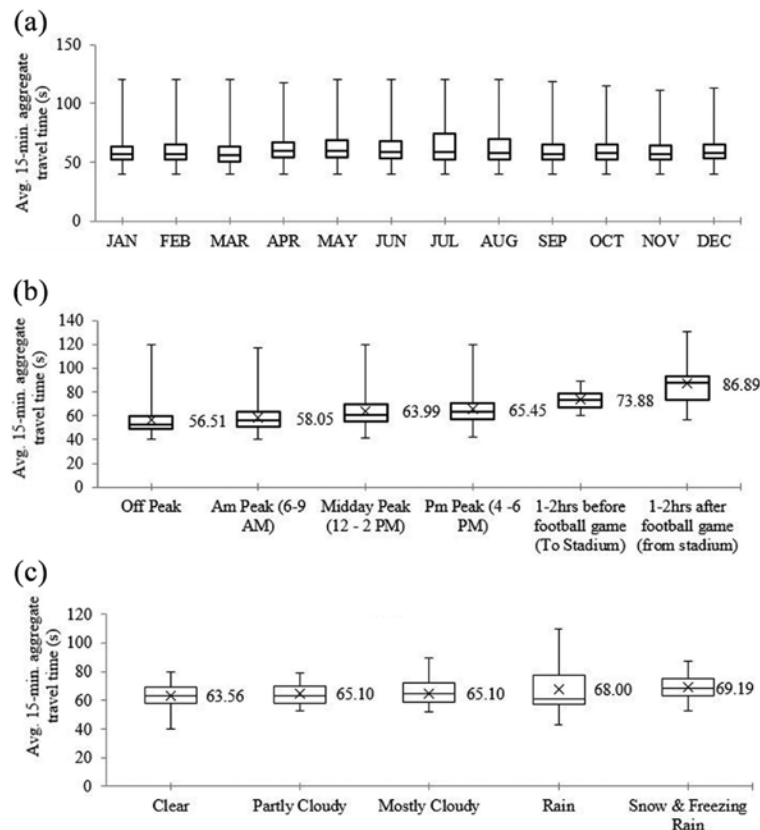 (a)
Avg. 15-min. aggregate
travel time (s)
150
100
50
0
JAN FEB MAR APR MAY JUN JUL AUG SEP OCT NOV DEC
(b)
Avg. 15-min. aggregate
travel time (s)
140
120
100
80
60
40
20
0
56.51 58.05 63.99 65.45 73.88 86.89
Off Peak
Am Peak (6-9
AM)
Midday Peak
(12 - 2 PM)
Pm Peak (4 -6
PM)
1-2hrs before
football game
(To Stadium)
1-2hrs after
football game
(from stadium)
(c)
Avg. 15-min. aggregate
travel time (s)
120
100
80
60
40
20
0
63.56 65.10 65.10 68.00 69.19
Clear
Partly Cloudy
Mostly Cloudy
Rain
Snow & Freezing
Rain